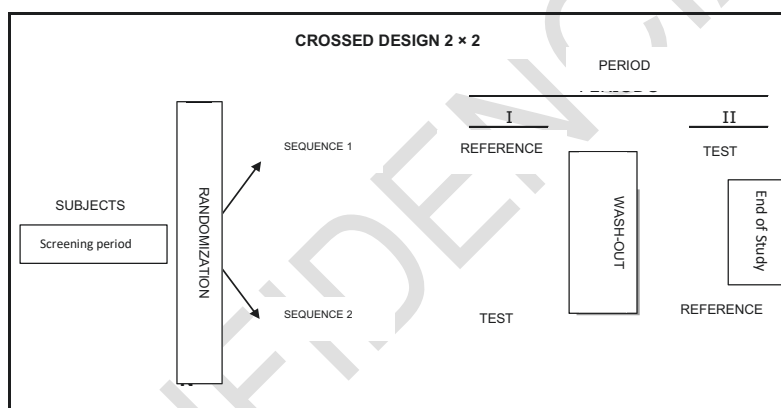 CROSSED DESIGN 2 × 2
PERIOD
I II
REFERENCE TEST
SEQUENCE 1
SUBJECTS
Screening period
RANDOMIZATION
WASH-OUT
End of Study
SEQUENCE 2
TEST REFERENCE